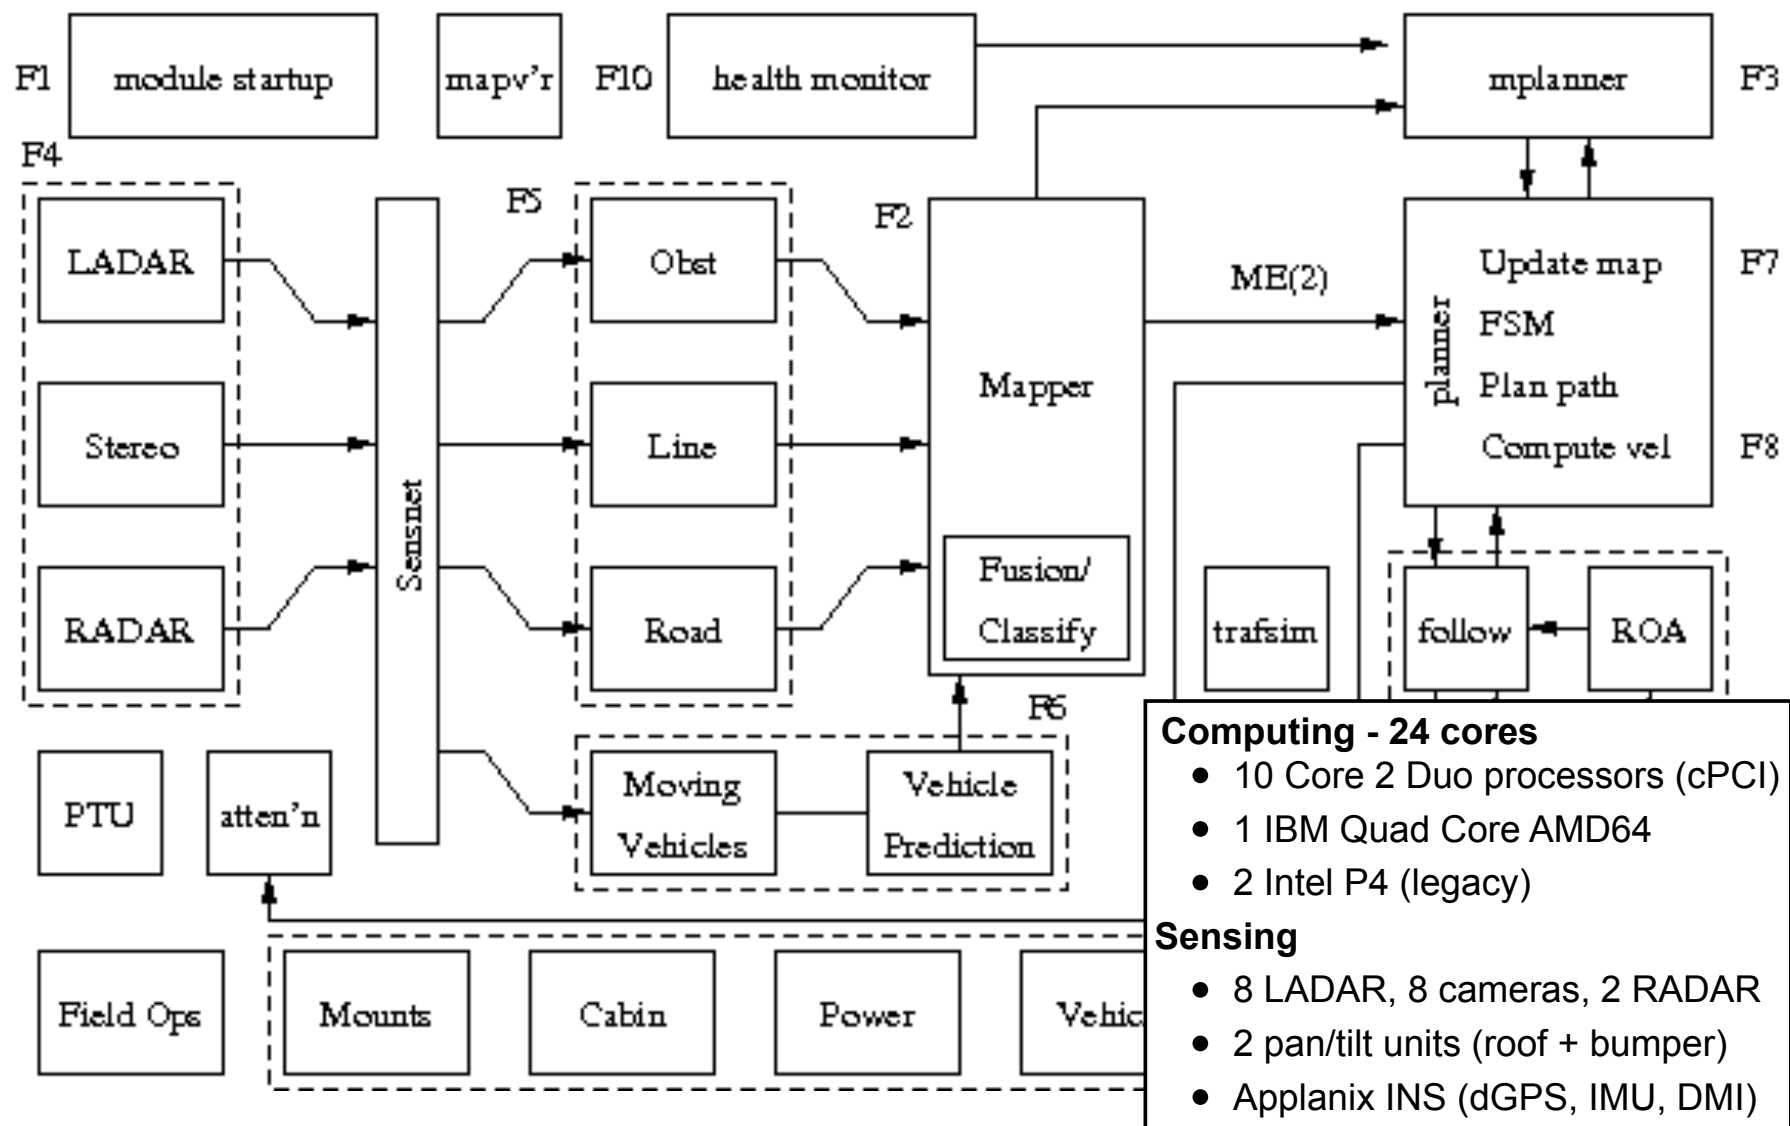 F1
module startup
mapv'r
F10
health monitor
mplanner
F3
F4
LADAR
Stereo
RADAR
Sensnet
F5
Obst
Line
Road
F2
Mapper
Fusion/
Classify
ME(2)
planner
Update map
FSM
Plan path
Compute vel
F7
F8
trafsim
follow
ROA
F6
PTU
atten'n
Moving
Vehicles
Vehicle
Prediction
Field Ops
Mounts
Cabin
Power
Vehic
Computing - 24 cores
• 10 Core 2 Duo processors (cPCI)
• 1 IBM Quad Core AMD64
• 2 Intel P4 (legacy)
Sensing
• 8 LADAR, 8 cameras, 2 RADAR
• 2 pan/tilt units (roof + bumper)
• Applanix INS (dGPS, IMU, DMI)